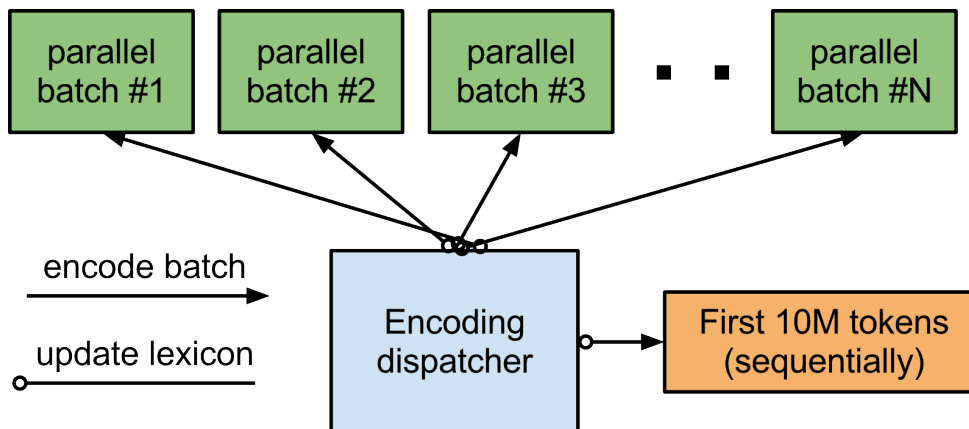 parallel
batch #1
parallel
batch #2
parallel
batch #3
parallel
batch #N
encode batch
update lexicon
Encoding
dispatcher
First 10M tokens
(sequentially)